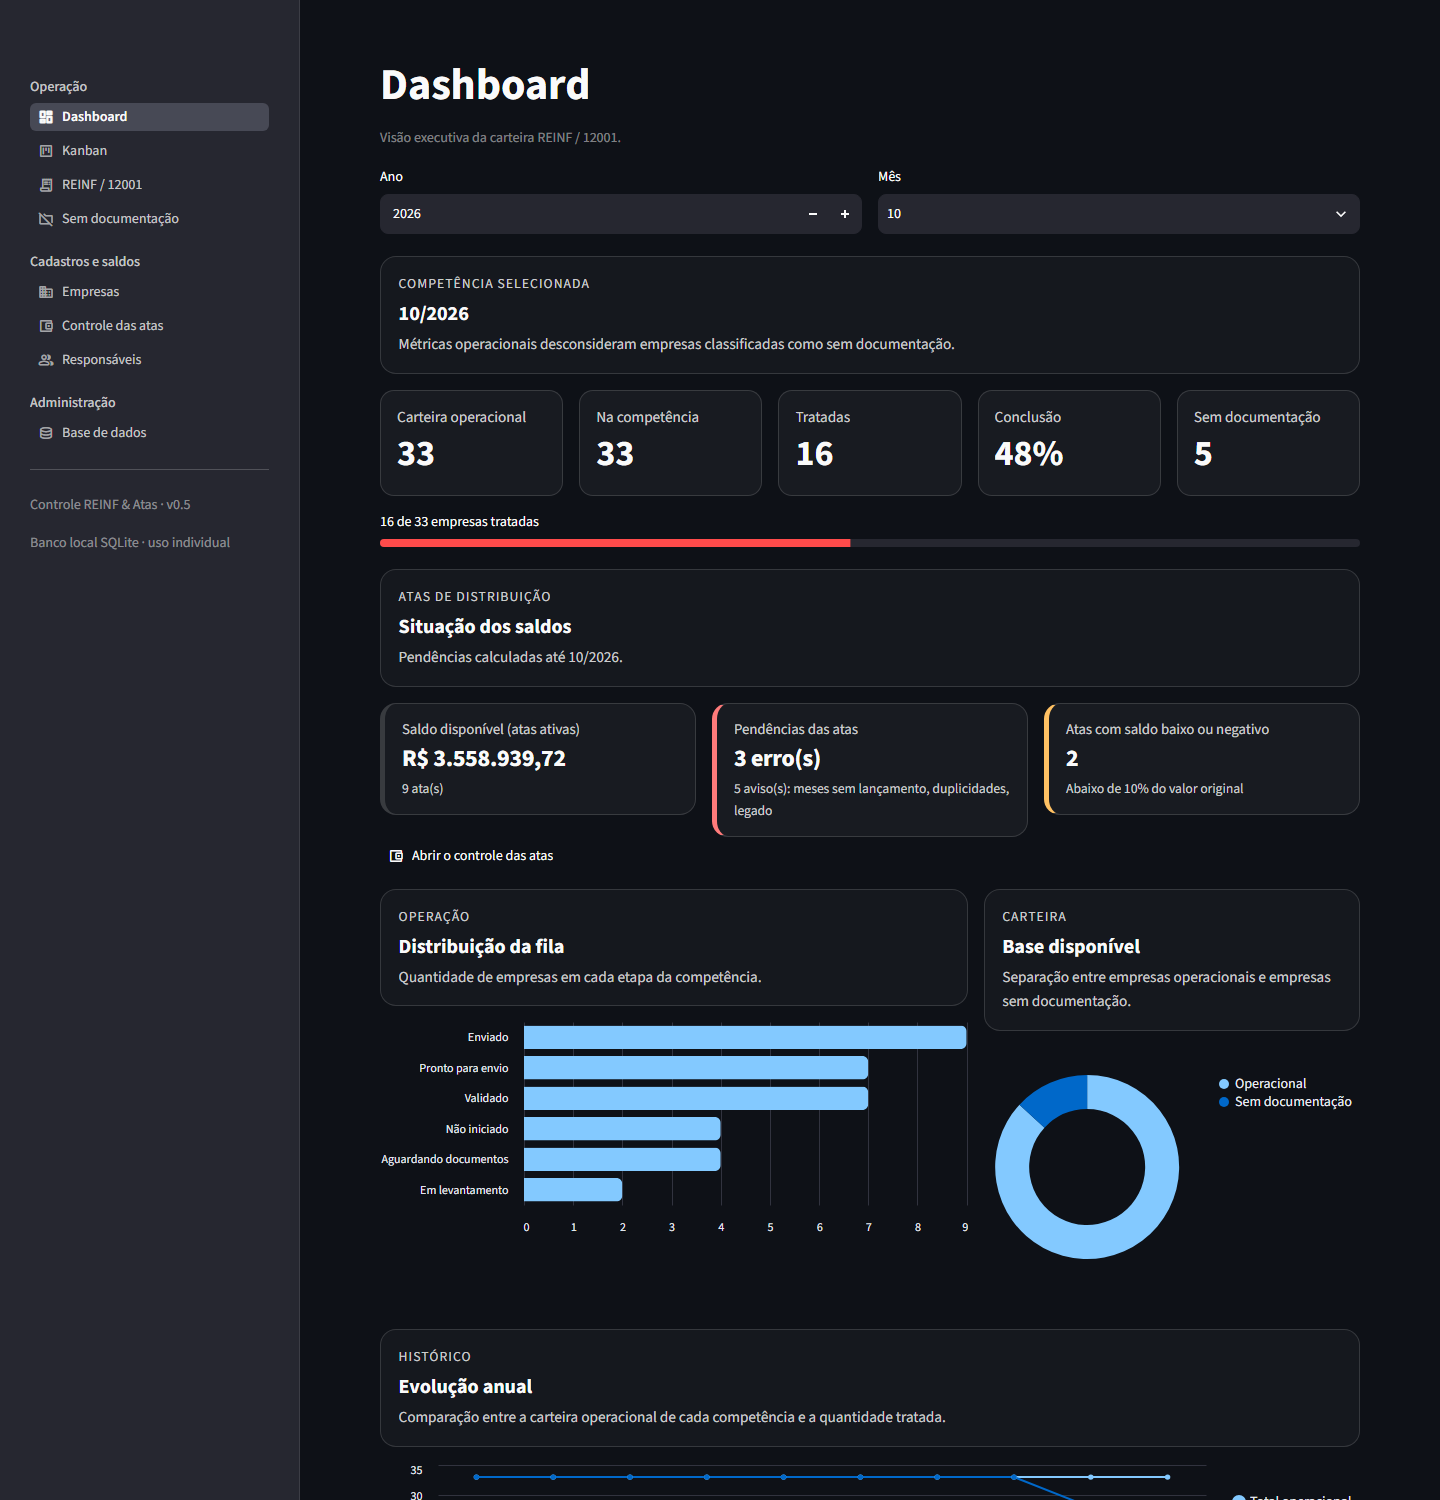 Operação
Dashboard
Kanban
REINF / 12001
Sem documentação
Cadastros e saldos
Empresas
Controle das atas
Responsáveis
Administração
Base de dados
Controle REINF & Atas · v0.5
Banco local SQLite · uso individual
Dashboard
Visão executiva da carteira REINF / 12001.
Ano
Mês
2026
10
COMPETÊNCIA SELECIONADA
10/2026
Métricas operacionais desconsideram empresas classificadas como sem documentação.
Carteira operacional
33
Na competência
33
Tratadas
16
Conclusão
48%
Sem documentação
5
16 de 33 empresas tratadas
ATAS DE DISTRIBUIÇÃO
Situação dos saldos
Pendências calculadas até 10/2026.
Saldo disponível (atas ativas)
R$ 3.558.939,72
9 ata(s)
Pendências das atas
3 erro(s)
5 aviso(s): meses sem lançamento, duplicidades,
legado
Atas com saldo baixo ou negativo
2
Abaixo de 10% do valor original
Abrir o controle das atas
OPERAÇÃO
Distribuição da fila
Quantidade de empresas em cada etapa da competência.
CARTEIRA
Base disponível
Separação entre empresas operacionais e empresas
sem documentação.
Enviado
Pronto para envio
Validado
Não iniciado
Aguardando documentos
Em levantamento
0 1 2 3 4 5 6 7 8 9
Operacional
Sem documentação
HISTÓRICO
Evolução anual
Comparação entre a carteira operacional de cada competência e a quantidade tratada.
35
30
Total operacional